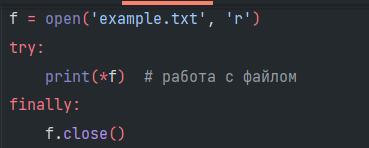 f = open('example.txt', 'r')
try:
    print(*f)  # работа с файлом
finally:
    f.close()